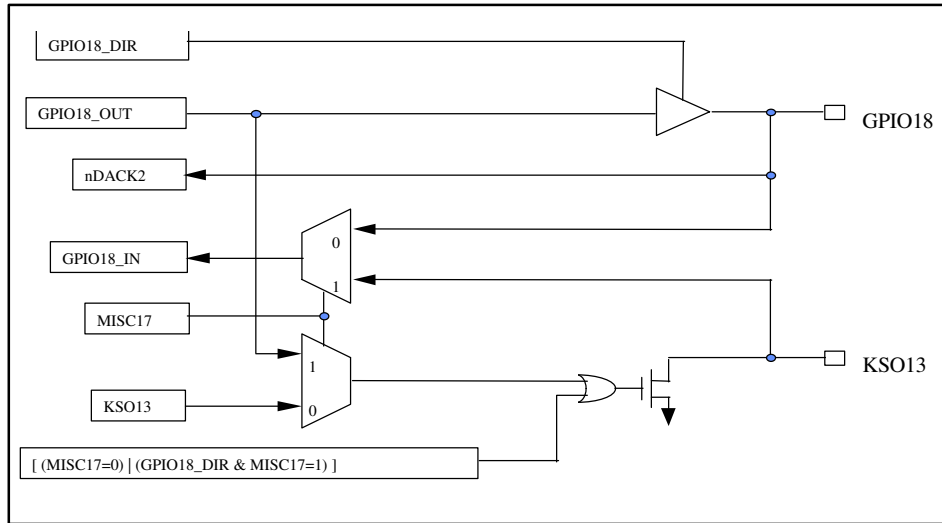 GPIO18_DIR
GPIO18_OUT
GPIO18
nDACK2
0
GPIO18_IN
1
MISC17
1
KSO13
KSO13
0
[ (MISC17=0) | (GPIO18_DIR & MISC17=1) ]